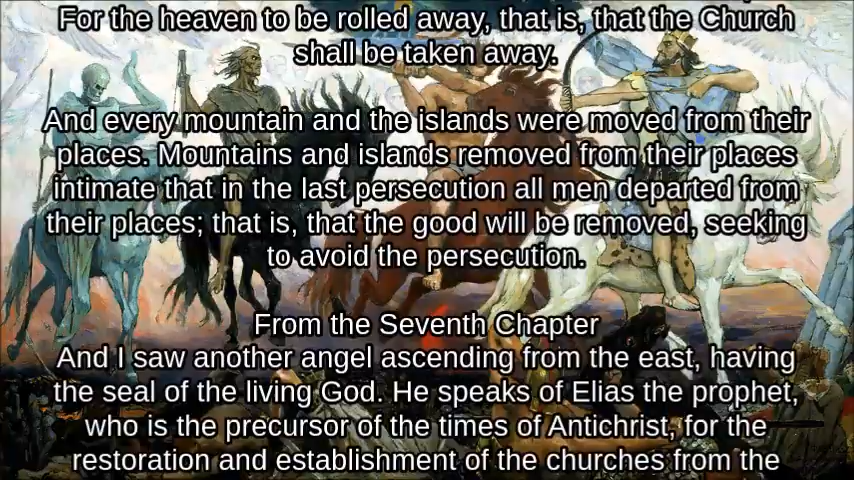 For the heaven to be rolled away, that is, that the Church
shall be taken away.
And every mountain and the islands were moved from their
places. Mountains and islands removed from their places
intimate that in the last persecution all men departed from
their places; that is, that the good will be removed, seeking
to avoid the persecution.
From the Seventh Chapter
And I saw another angel ascending from the east, having
the seal of the living God. He speaks of Elias the prophet,
who is the precursor of the times of Antichrist, for the
restoration and establishment of the churches from the